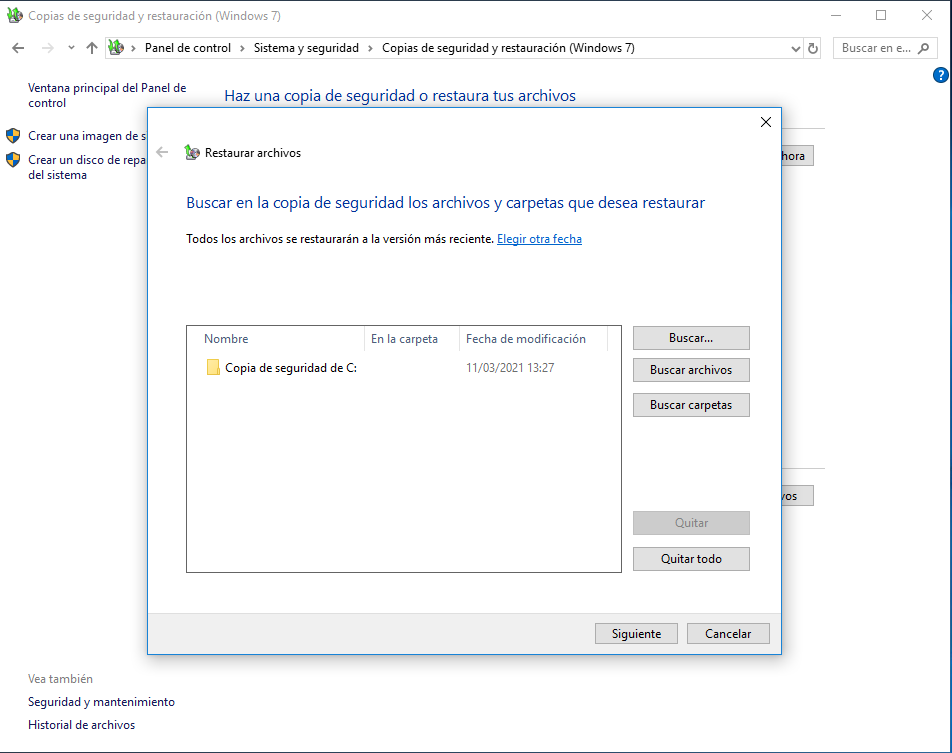 Copias de seguridad y restauración (Windows 7)
Panel de control > Sistema y seguridad > Copias de seguridad y restauración (Windows 7)
Buscar en e...
Ventana principal del Panel de
control
Crear una imagen de s
Crear un disco de repa
del sistema
Haz una copia de seguridad o restaura tus archivos
?
hora
vos
Restaurar archivos
Buscar en la copia de seguridad los archivos y carpetas que desea restaurar
Todos los archivos se restaurarán a la versión más reciente. Elegir otra fecha
Nombre En la carpeta Fecha de modificación
Copia de seguridad de C: 11/03/2021 13:27
Buscar...
Buscar archivos
Buscar carpetas
Quitar
Quitar todo
Siguiente Cancelar
Vea también
Seguridad y mantenimiento
Historial de archivos